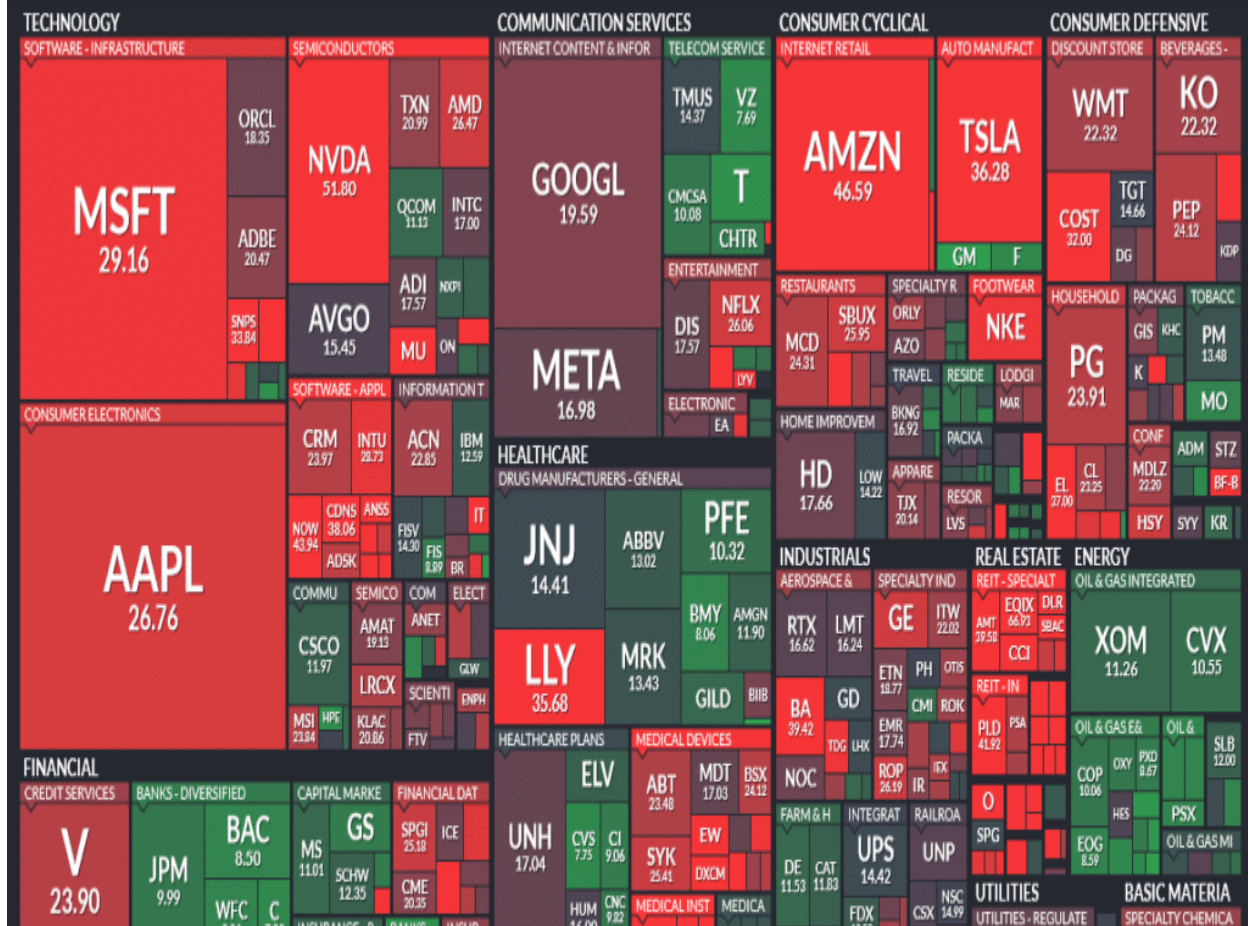 TECHNOLOGY
SOFTWARE - INFRASTRUCTURE
MSFT
29.16
ORCL
18.35
ADBE
20.47
SNPS
33.84
CONSUMER ELECTRONICS
AAPL
26.76
SEMICONDUCTORS
NVDA
51.80
TXN
20.99
AMD
26.47
QCOM
11.13
INTC
17.00
AVGO
15.45
ADI
17.57
NXPI
MU
ON
SOFTWARE - APPL
CRM
23.97
INTU
28.73
NOW
43.94
CDNS
38.06
ANSS
ADSK
INFORMATION T
ACN
22.85
IBM
12.59
FISV
14.30
FIS
8.89
IT
BR
COMMU
CSCO
11.97
MSI
23.84
HPE
SEMICO
AMAT
19.13
LRCX
KLAC
20.86
COM
ANET
ELECT
GLW
SCIENTI
FTV
ENPH
FINANCIAL
CREDIT SERVICES
V
23.90
BANKS - DIVERSIFIED
JPM
9.99
BAC
8.50
WFC
C
CAPITAL MARKE
MS
11.01
GS
SCHW
12.35
FINANCIAL DAT
SPGI
25.18
ICE
CME
20.35
COMMUNICATION SERVICES
INTERNET CONTENT & INFOR
GOOGL
19.59
META
16.98
TELECOM SERVICE
TMUS
14.37
VZ
7.69
CMCSA
10.08
T
CHTR
ENTERTAINMENT
DIS
17.57
NFLX
26.06
LYV
ELECTRONIC
EA
HEALTHCARE
DRUG MANUFACTURERS - GENERAL
JNJ
14.41
ABBV
13.02
PFE
10.32
LLY
35.68
MRK
13.43
BMY
8.06
AMGN
11.90
GILD
BIIB
HEALTHCARE PLANS
UNH
17.04
ELV
CVS
7.75
CI
9.06
HUM
CNC
9.82
MEDICAL DEVICES
ABT
23.48
MDT
17.03
BSX
24.12
SYK
25.41
EW
DXCM
MEDICAL INST
MEDICA
CONSUMER CYCLICAL
INTERNET RETAIL
AMZN
46.59
AUTO MANUFACT
TSLA
36.28
GM
F
RESTAURANTS
MCD
24.31
SBUX
25.95
SPECIALTY R
ORLY
AZO
FOOTWEAR
NKE
HOME IMPROVEM
HD
17.66
LOW
14.22
TRAVEL
BKNG
16.92
RESIDE
LODGI
MAR
PACKA
APPARE
TJX
20.14
RESOR
LVS
CONSUMER DEFENSIVE
DISCOUNT STORE
WMT
22.32
COST
32.00
TGT
14.66
DG
BEVERAGES -
KO
22.32
PEP
24.12
KDP
HOUSEHOLD
PG
23.91
EL
37.00
CL
23.25
PACKAG
GIS
KHC
K
TOBACC
PM
13.48
MO
CONF
MDLZ
22.20
HSY
ADM
STZ
BF-B
SYY
KR
INDUSTRIALS
AEROSPACE &
RTX
16.62
LMT
16.24
BA
39.42
GD
TDG
LHX
NOC
SPECIALTY IND
GE
ITW
22.02
ETN
18.77
PH
OTIS
CMI
ROK
EMR
17.74
ROP
26.19
IR
IEX
FARM & H
DE
11.53
CAT
11.83
INTEGRAT
UPS
14.42
FDX
RAILROA
UNP
CSX
NSC
14.99
REAL ESTATE
REIT - SPECIALT
AMT
39.58
EQIX
66.93
DLR
SBAC
CCI
REIT - IN
PLD
41.92
PSA
O
SPG
ENERGY
OIL & GAS INTEGRATED
XOM
11.26
CVX
10.55
OIL & GAS E&
COP
10.06
OXY
PXD
8.67
HES
EOG
8.59
OIL &
PSX
SLB
12.00
OIL & GAS MI
UTILITIES
UTILITIES - REGULATE
BASIC MATERIA
SPECIALTY CHEMICA